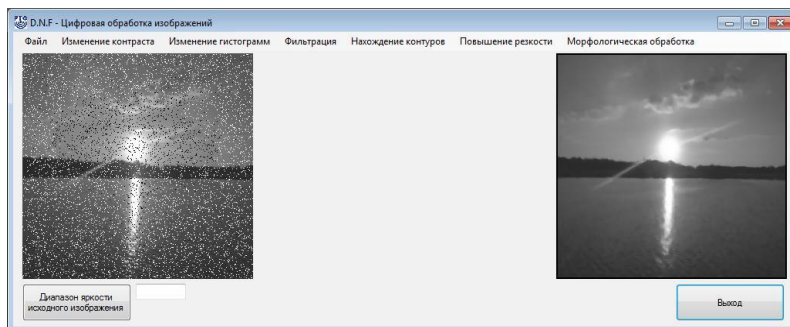 D.N.F - Цифровая обработка изображений
Файл Изменение контраста Изменение гистограмм Фильтрация Нахождение контуров Повышение резкости Морфологическая обработка
Диапазон яркости
исходного изображения
Выход